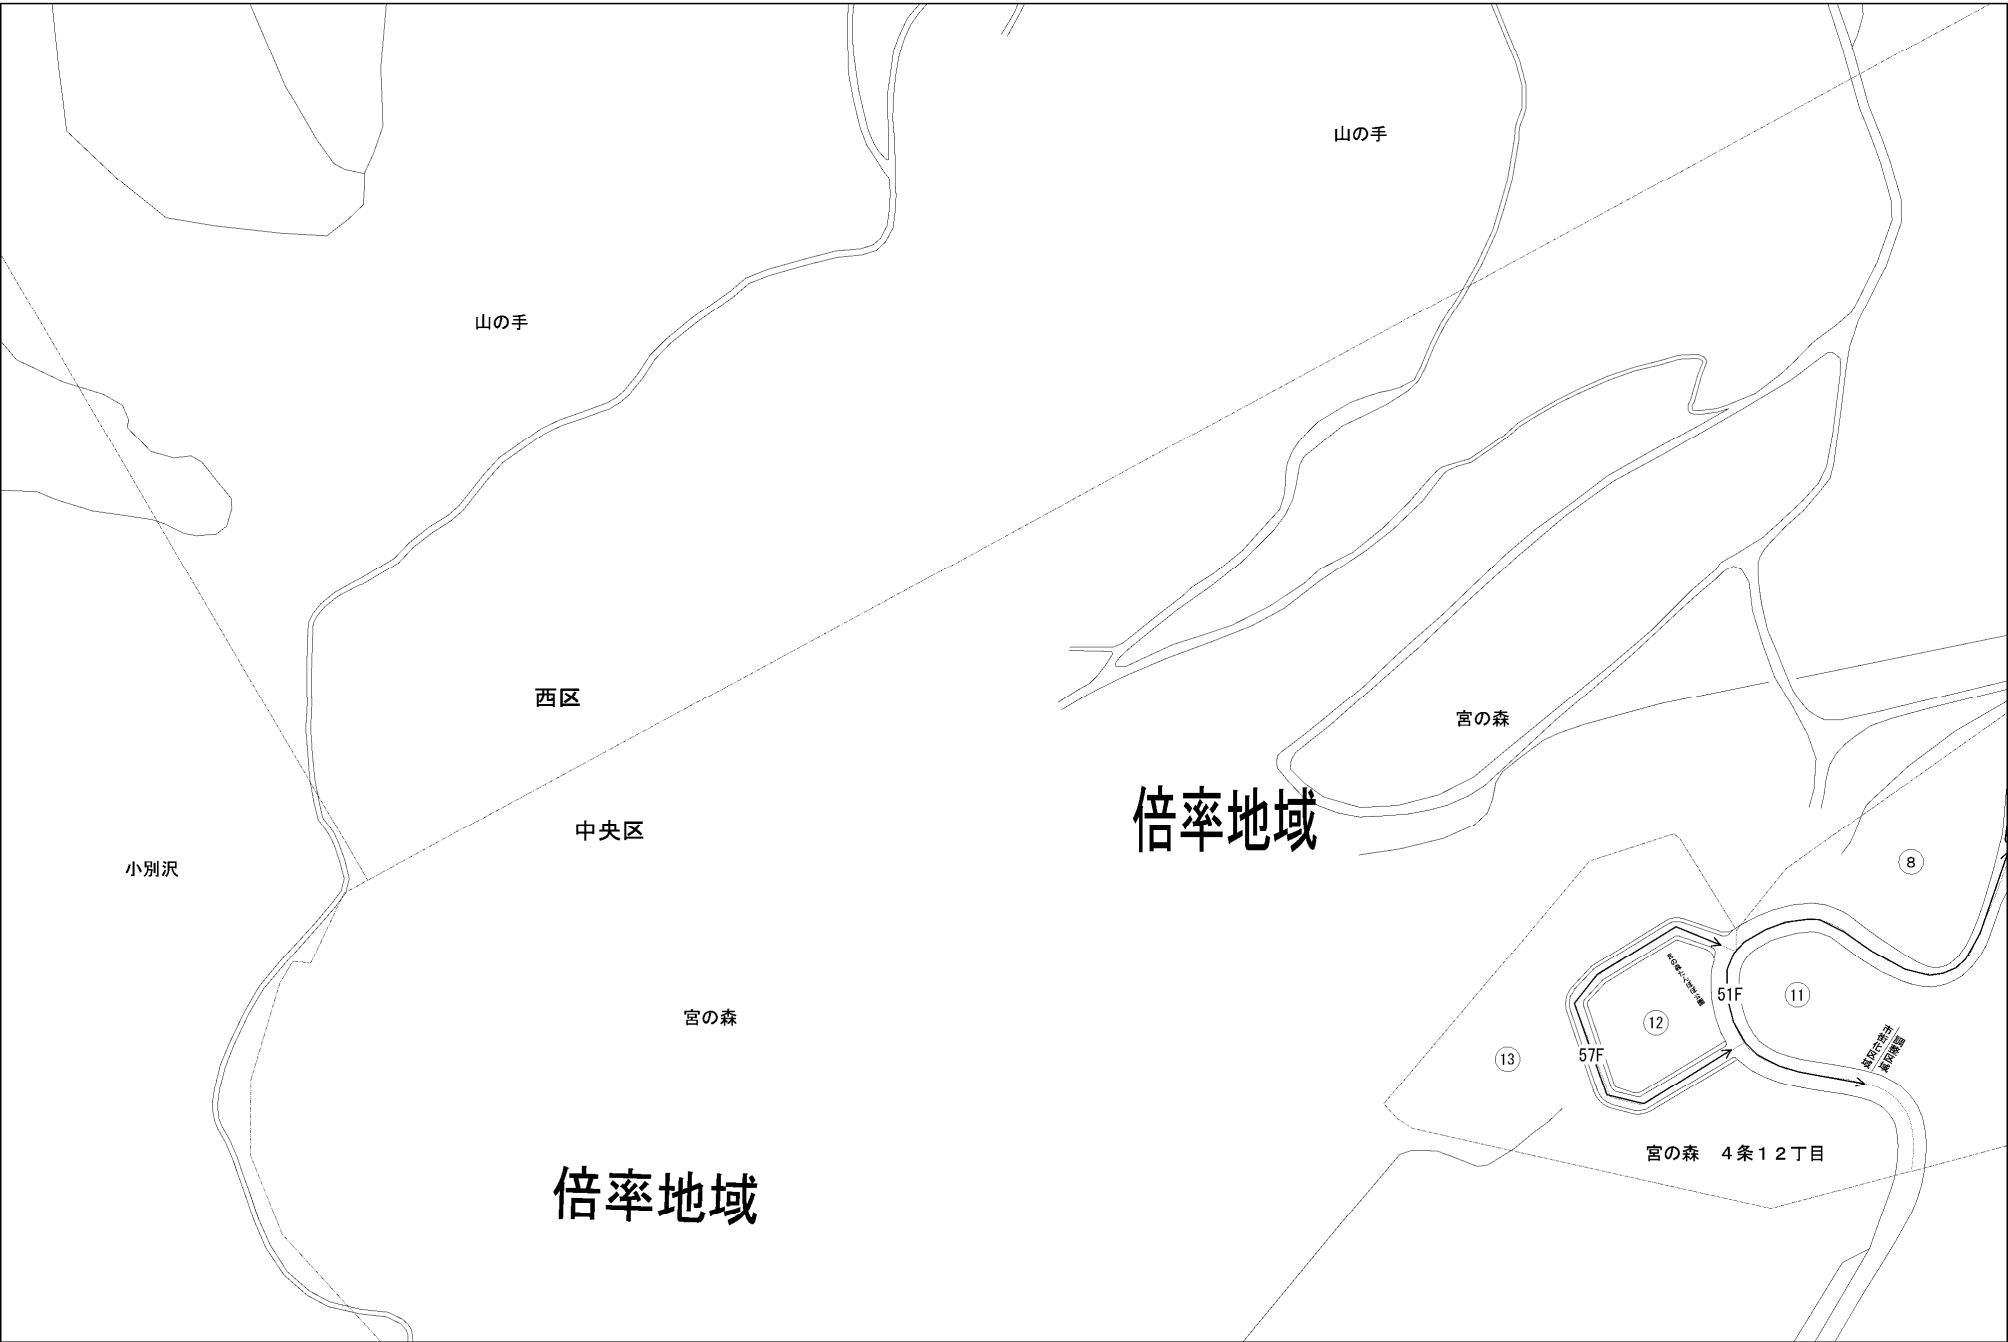 山の手
山の手
西区
宮の森
中央区
倍率地域
小別沢
8
51F
11
宮の森
12
57F
13
宮の森 4条12丁目
倍率地域